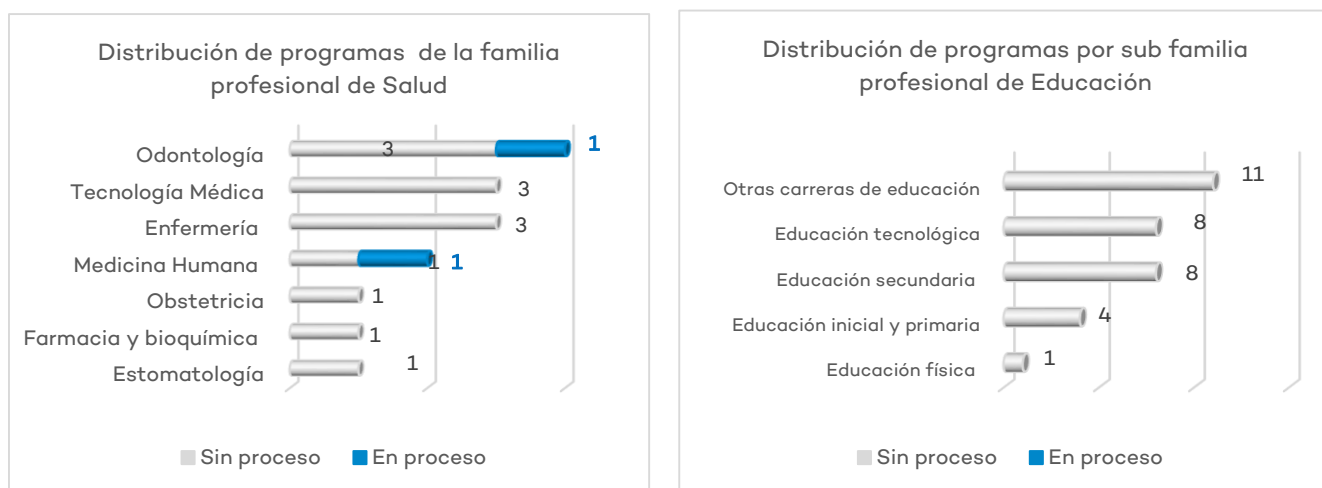 Distribución de programas de la familia
profesional de Salud
Odontología 3 1
Tecnología Médica 3
Enfermería 3
Medicina Humana 1 1
Obstetricia 1
Farmacia y bioquímica 1
Estomatología 1
Sin proceso En proceso
Distribución de programas por sub familia
profesional de Educación
Otras carreras de educación 11
Educación tecnológica 8
Educación secundaria 8
Educación inicial y primaria 4
Educación física 1
Sin proceso En proceso